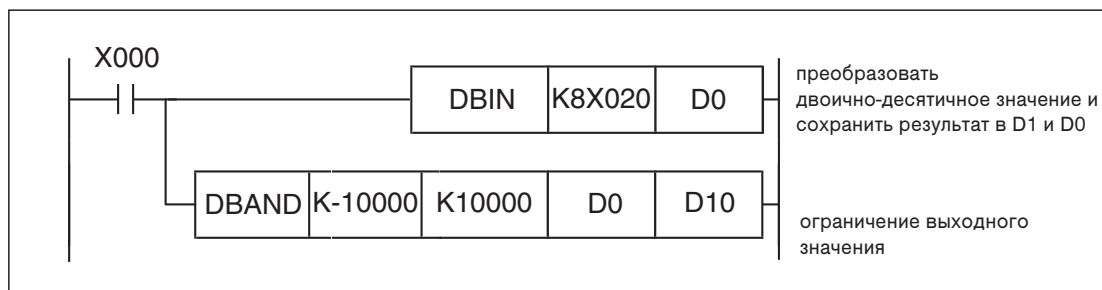 X000
DBIN K8X020 D0
преобразовать
двоично-десятичное значение и
сохранить результат в D1 и D0
DBAND K-10000 K10000 D0 D10
ограничение выходного
значения